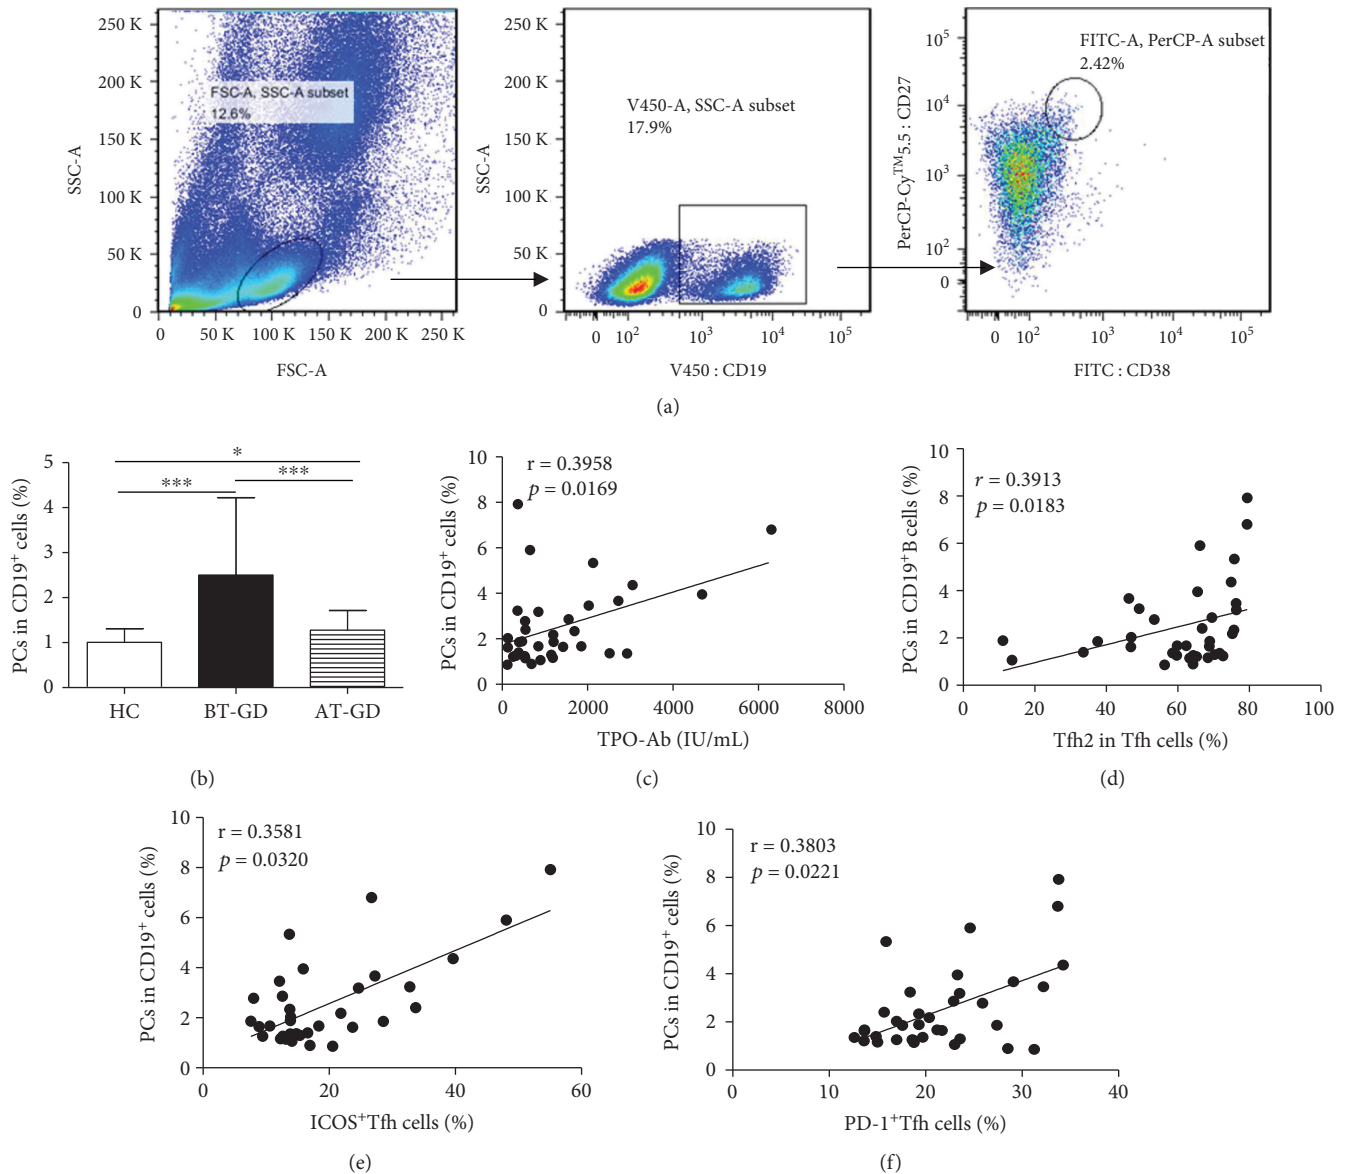 250 K
200 K
150 K
100 K
50 K
0
SSC-A
FSC-A, SSC-A subset
12.6%
0
50 K
100 K
150 K
200 K
250 K
FSC-A
250 K
200 K
150 K
100 K
50 K
0
SSC-A
V450-A, SSC-A subset
17.9%
0
10²
10³
10⁴
10⁵
V450 : CD19
10⁵
10⁴
10³
10²
0
PerCP-Cy™5.5 : CD27
FITC-A, PerCP-A subset
2.42%
0
10²
10³
10⁴
10⁵
FITC : CD38
(a)
5
4
3
2
1
0
PCs in CD19⁺ cells (%)
*
***
***
HC
BT-GD
AT-GD
(b)
10
8
6
4
2
0
PCs in CD19⁺ cells (%)
r = 0.3958
p = 0.0169
0
2000
4000
6000
8000
TPO-Ab (IU/mL)
(c)
10
8
6
4
2
0
PCs in CD19⁺B cells (%)
r = 0.3913
p = 0.0183
0
20
40
60
80
100
Tfh2 in Tfh cells (%)
(d)
10
8
6
4
2
0
PCs in CD19⁺ cells (%)
r = 0.3581
p = 0.0320
0
20
40
60
ICOS⁺Tfh cells (%)
(e)
10
8
6
4
2
0
PCs in CD19⁺ cells (%)
r = 0.3803
p = 0.0221
0
10
20
30
40
PD-1⁺Tfh cells (%)
(f)